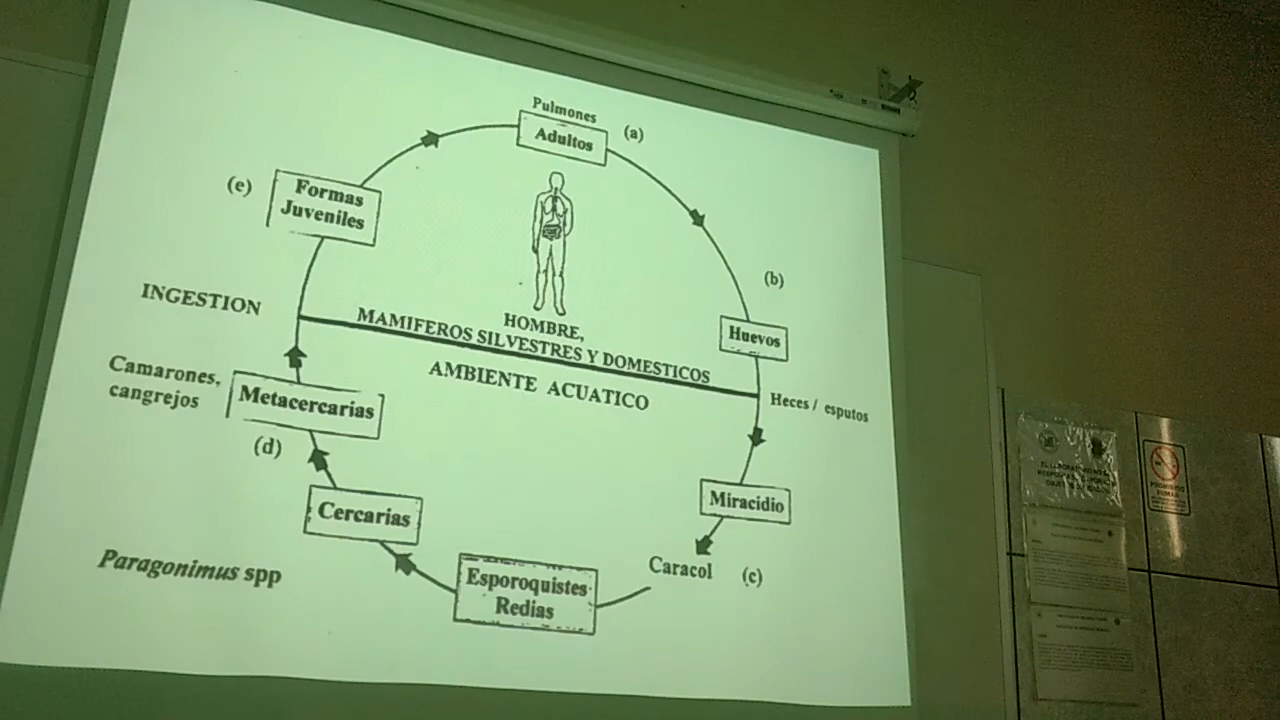 Pulmones
Adultos
(a)
(e)
Formas
Juveniles
(b)
Huevos
INGESTION
HOMBRE,
MAMIFEROS SILVESTRES Y DOMESTICOS
AMBIENTE ACUATICO
Heces / esputos
Camarones,
cangrejos
Metacercarias
(d)
Miracidio
Cercarias
Caracol
(c)
Esporoquistes
Redias
Paragonimus spp
PROHIBIDO
FUMAR